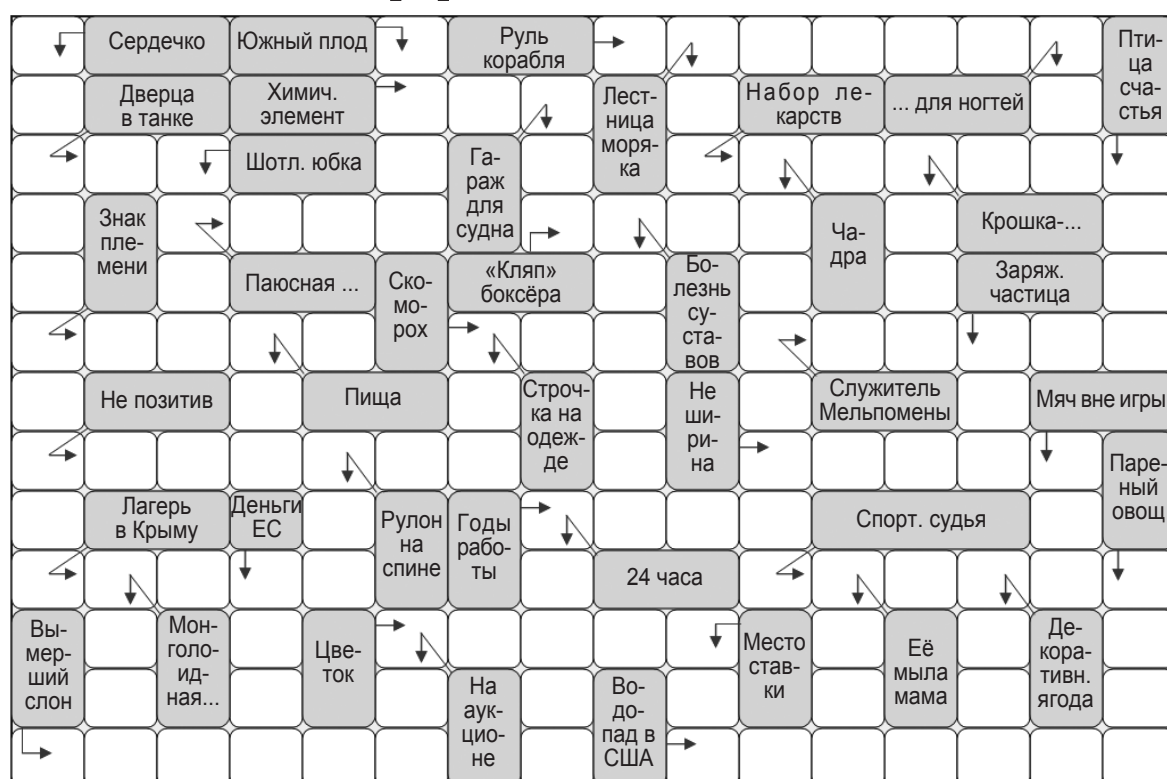 Сердечко
Южный плод
Руль
корабля
Пти-
ца
сча-
стья
Дверца
в танке
Химич.
элемент
Лест-
ница
моря-
ка
Набор ле-
карств
... для ногтей
Шотл. юбка
Га-
раж
для
судна
Знак
пле-
мени
Ча-
дра
Крошка-...
Паюсная ...
Ско-
мо-
рох
«Кляп»
боксёра
Бо-
лезнь
су-
ста-
вов
Заряж.
частица
Не позитив
Пища
Строч-
ка на
одеж-
де
Не
ши-
ри-
на
Служитель
Мельпомены
Мяч вне игры
Паре-
ный
овощ
Лагерь
в Крыму
Деньги
ЕС
Рулон
на
спине
Годы
рабо-
ты
Спорт. судья
24 часа
Вы-
мер-
ший
слон
Мон-
голо-
ид-
ная...
Цве-
ток
Место
став-
ки
Её
мыла
мама
Де-
кора-
тивн.
ягода
На
аук-
цио-
не
Во-
до-
пад в
США